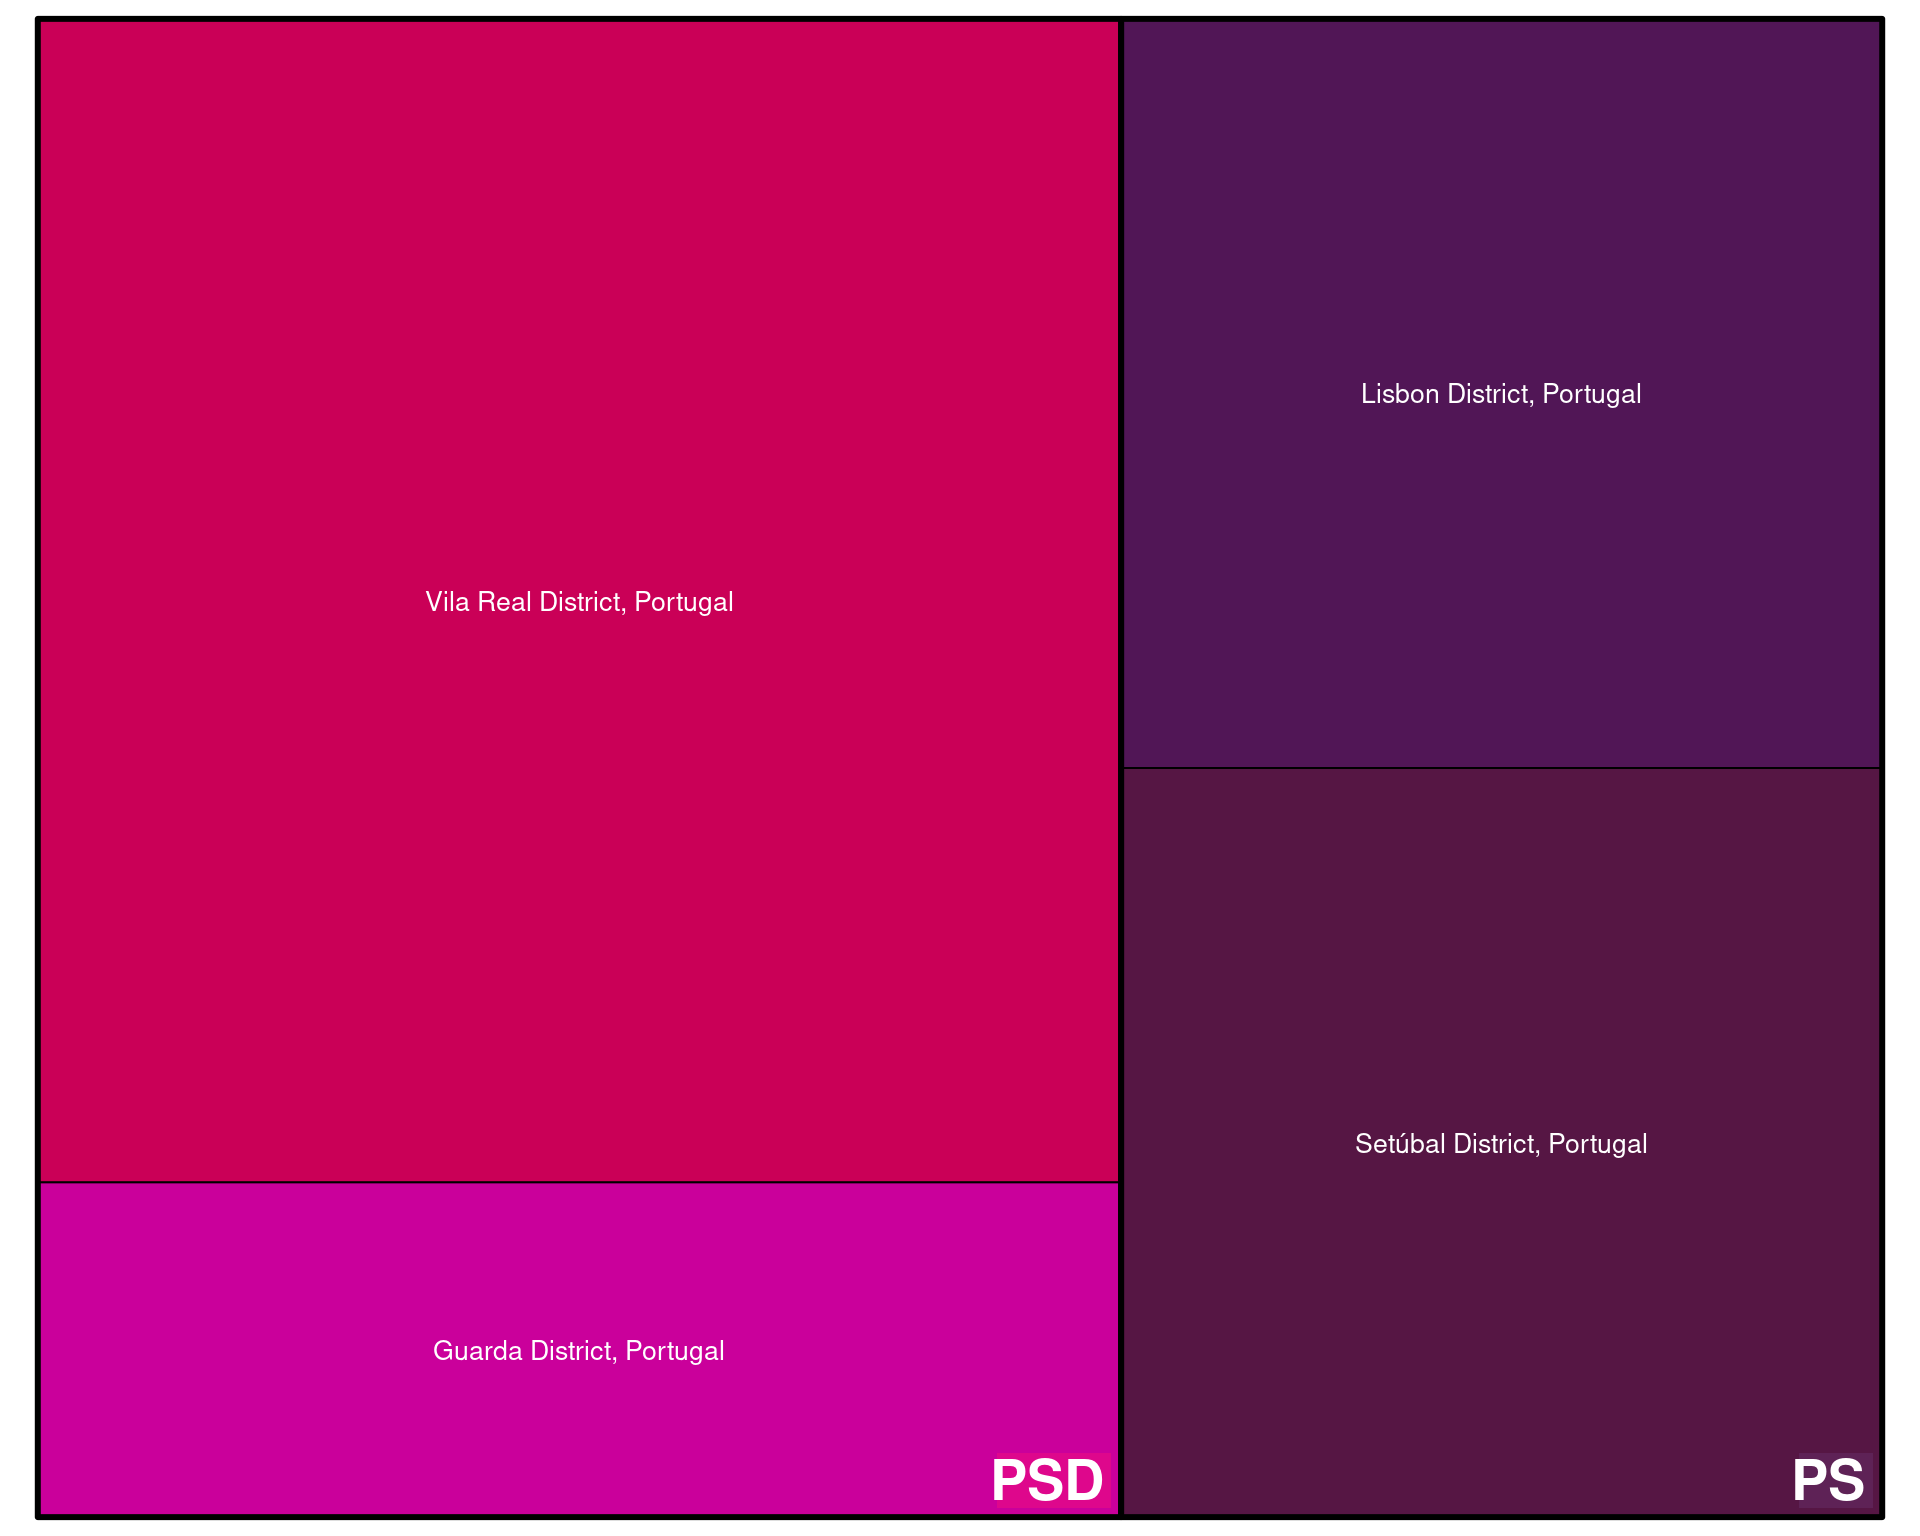 Vila Real District, Portugal
Guarda District, Portugal
PSD
Lisbon District, Portugal
Setúbal District, Portugal
PS